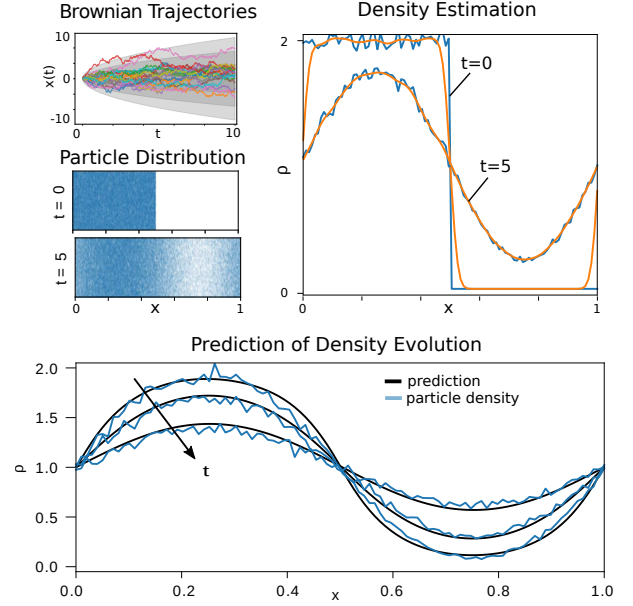 Brownian Trajectories
10
0
-10
x(t)
t
10
Particle Distribution
t = 0
t = 5
0
x
1
Density Estimation
2
ρ
0
t=0
t=5
0
x
1
Prediction of Density Evolution
2.0
1.5
1.0
0.5
0.0
ρ
prediction
particle density
t
0.0
0.2
0.4
0.6
0.8
1.0
x